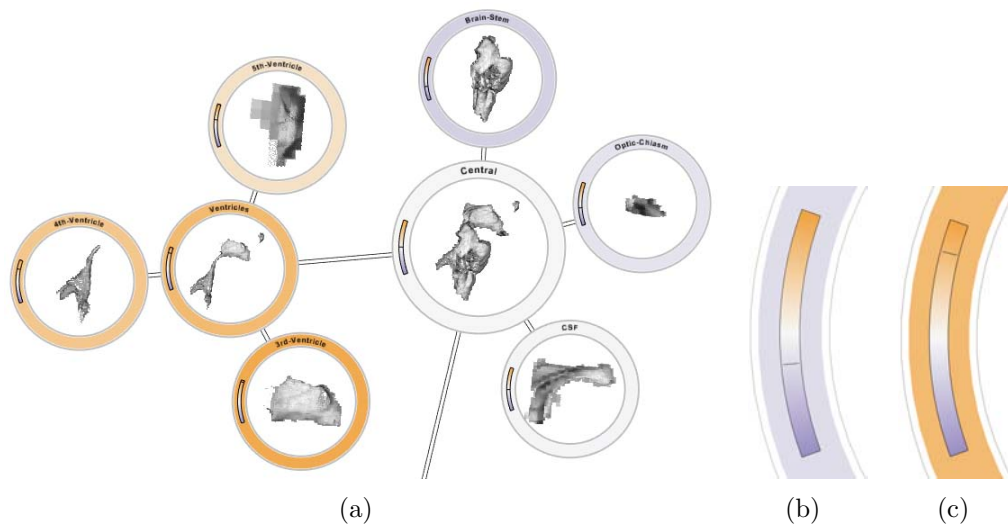 Brain-Stem
5th-Ventricle
Optic-Chiasm
Central
Ventricles
4th-Ventricle
3rd-Ventricle
CSF
(a)
(b)
(c)